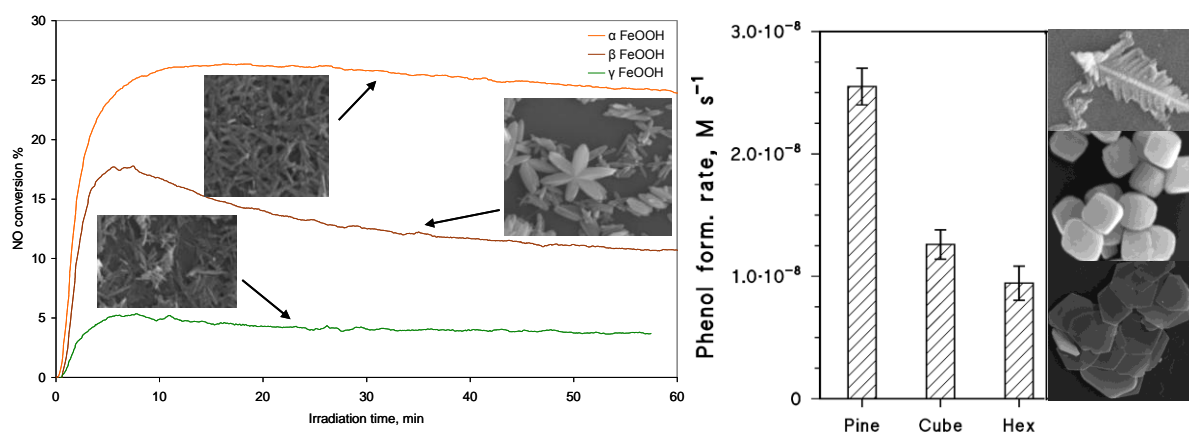 30
25
20
15
10
5
0
NO conversion %
0 10 20 30 40 50 60
Irradiation time, min
α FeOOH
β FeOOH
γ FeOOH
Phenol form. rate, M s⁻¹
3.0·10⁻⁸
2.0·10⁻⁸
1.0·10⁻⁸
0
Pine Cube Hex